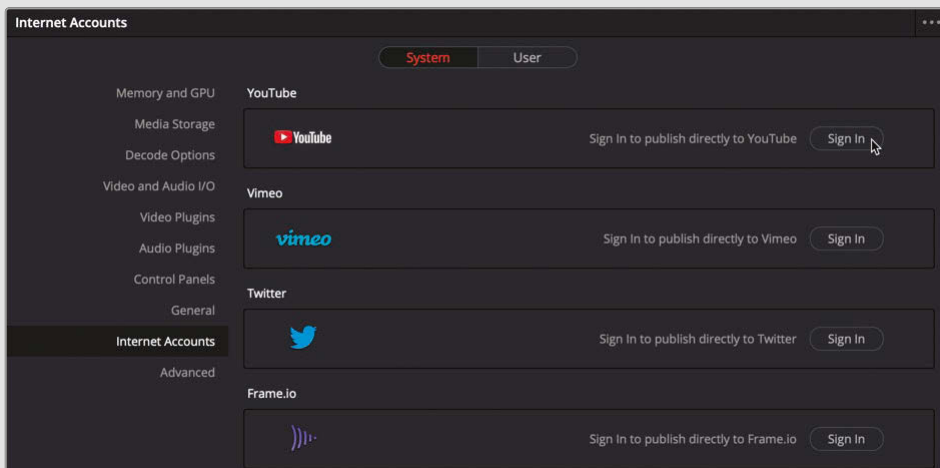 Internet Accounts
System User
Memory and GPU
Media Storage
Decode Options
Video and Audio I/O
Video Plugins
Audio Plugins
Control Panels
General
Internet Accounts
Advanced
YouTube
YouTube Sign In to publish directly to YouTube Sign In
Vimeo
vimeo Sign In to publish directly to Vimeo Sign In
Twitter
Sign In to publish directly to Twitter Sign In
Frame.io
Sign In to publish directly to Frame.io Sign In